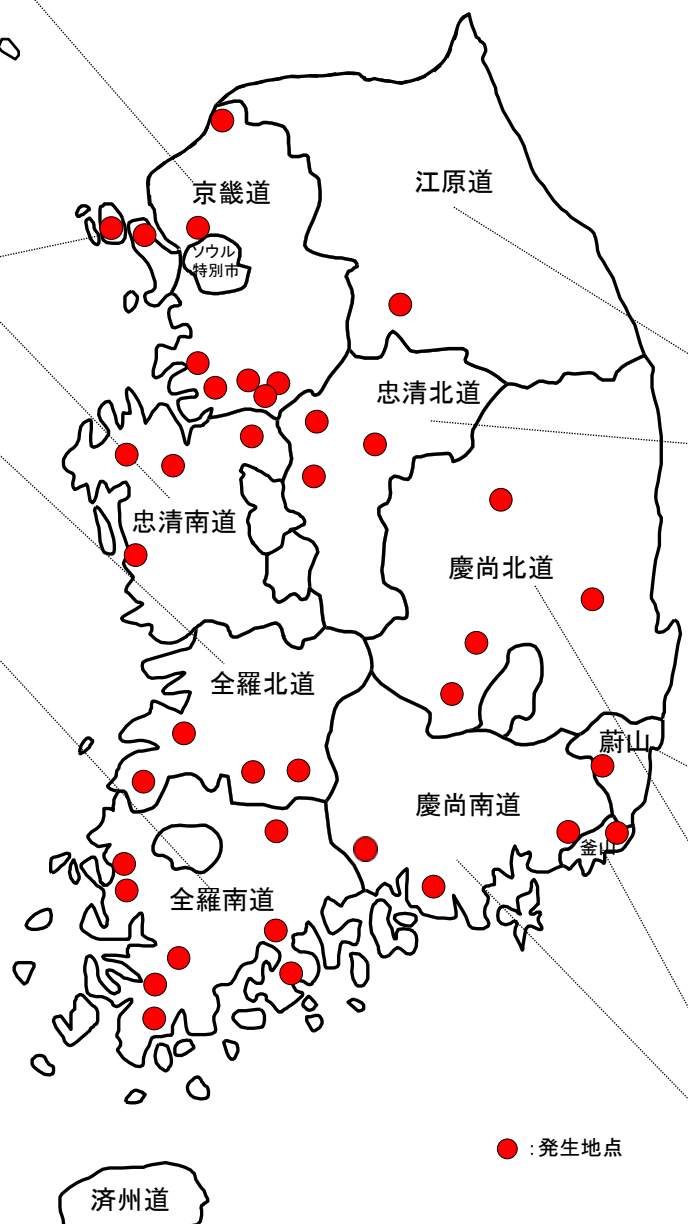 江原道
京畿道
ソウル
特別市
忠清北道
忠清南道
慶尚北道
全羅北道
蔚山
慶尚南道
釜山
全羅南道
：発生地点
済州道